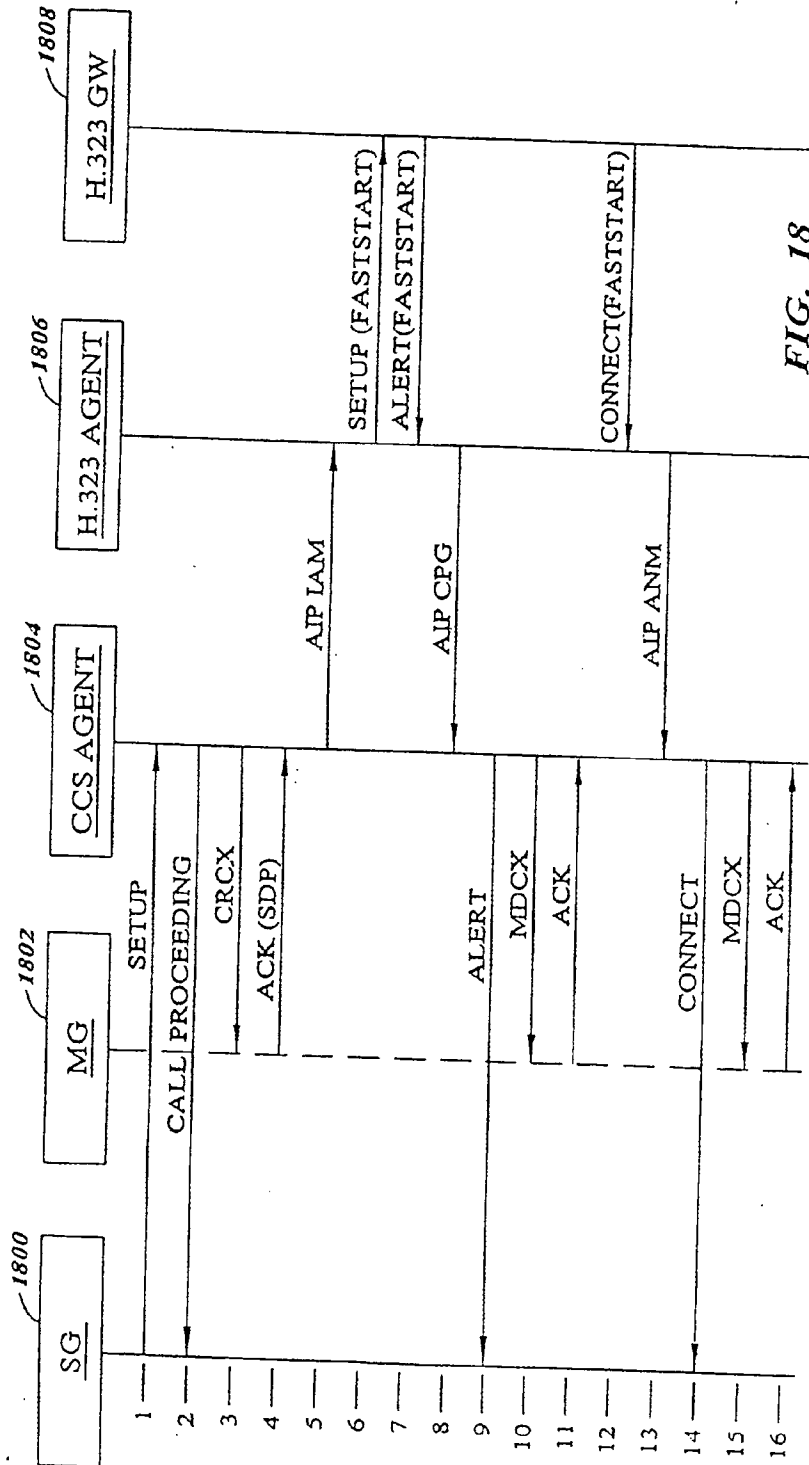 1800
SG
1802
MG
1804
CCS AGENT
1806
H.323 AGENT
1808
H.323 GW
1
SETUP
2
CALL PROCEEDING
3
CRCX
4
ACK (SDP)
5
AIP IAM
6
SETUP (FASTSTART)
7
ALERT(FASTSTART)
8
AIP CPG
9
ALERT
10
MDCX
11
ACK
12
CONNECT(FASTSTART)
13
AIP ANM
14
CONNECT
15
MDCX
16
ACK
FIG. 18